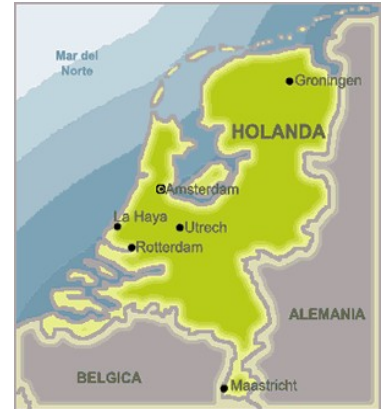 Mar del
Norte
Groningen
HOLANDA
Amsterdam
La Haya
Utrech
Rotterdam
ALEMANIA
BELGICA
Maastricht